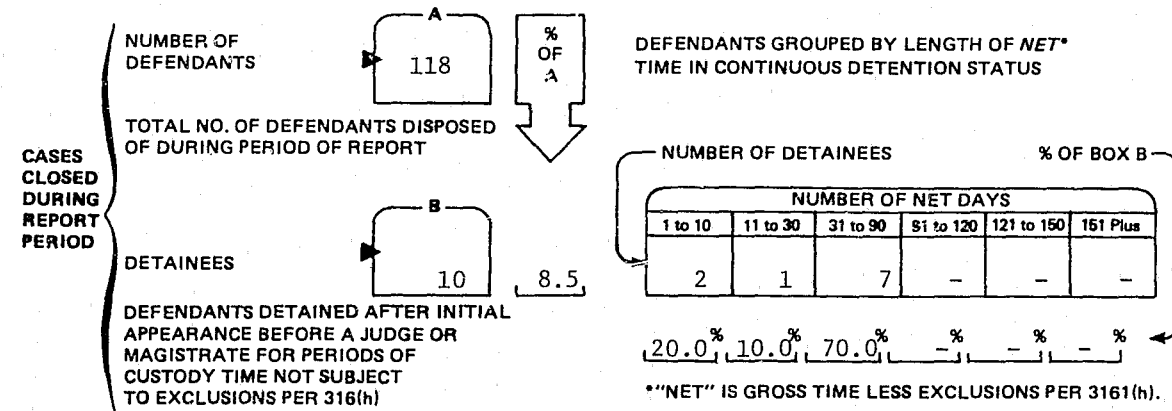 CASES
CLOSED
DURING
REPORT
PERIOD
NUMBER OF
DEFENDANTS
A
118
%
OF
A
TOTAL NO. OF DEFENDANTS DISPOSED
OF DURING PERIOD OF REPORT
B
DETAINEES
10
8.5
DEFENDANTS DETAINED AFTER INITIAL
APPEARANCE BEFORE A JUDGE OR
MAGISTRATE FOR PERIODS OF
CUSTODY TIME NOT SUBJECT
TO EXCLUSIONS PER 316(h)
DEFENDANTS GROUPED BY LENGTH OF NET*
TIME IN CONTINUOUS DETENTION STATUS
NUMBER OF DETAINEES % OF BOX B
NUMBER OF NET DAYS
1 to 10 11 to 30 31 to 90 91 to 120 121 to 150 151 Plus
2 1 7 - - -
20.0% 10.0% 70.0% -% -% -%
*"NET" IS GROSS TIME LESS EXCLUSIONS PER 3161(h).